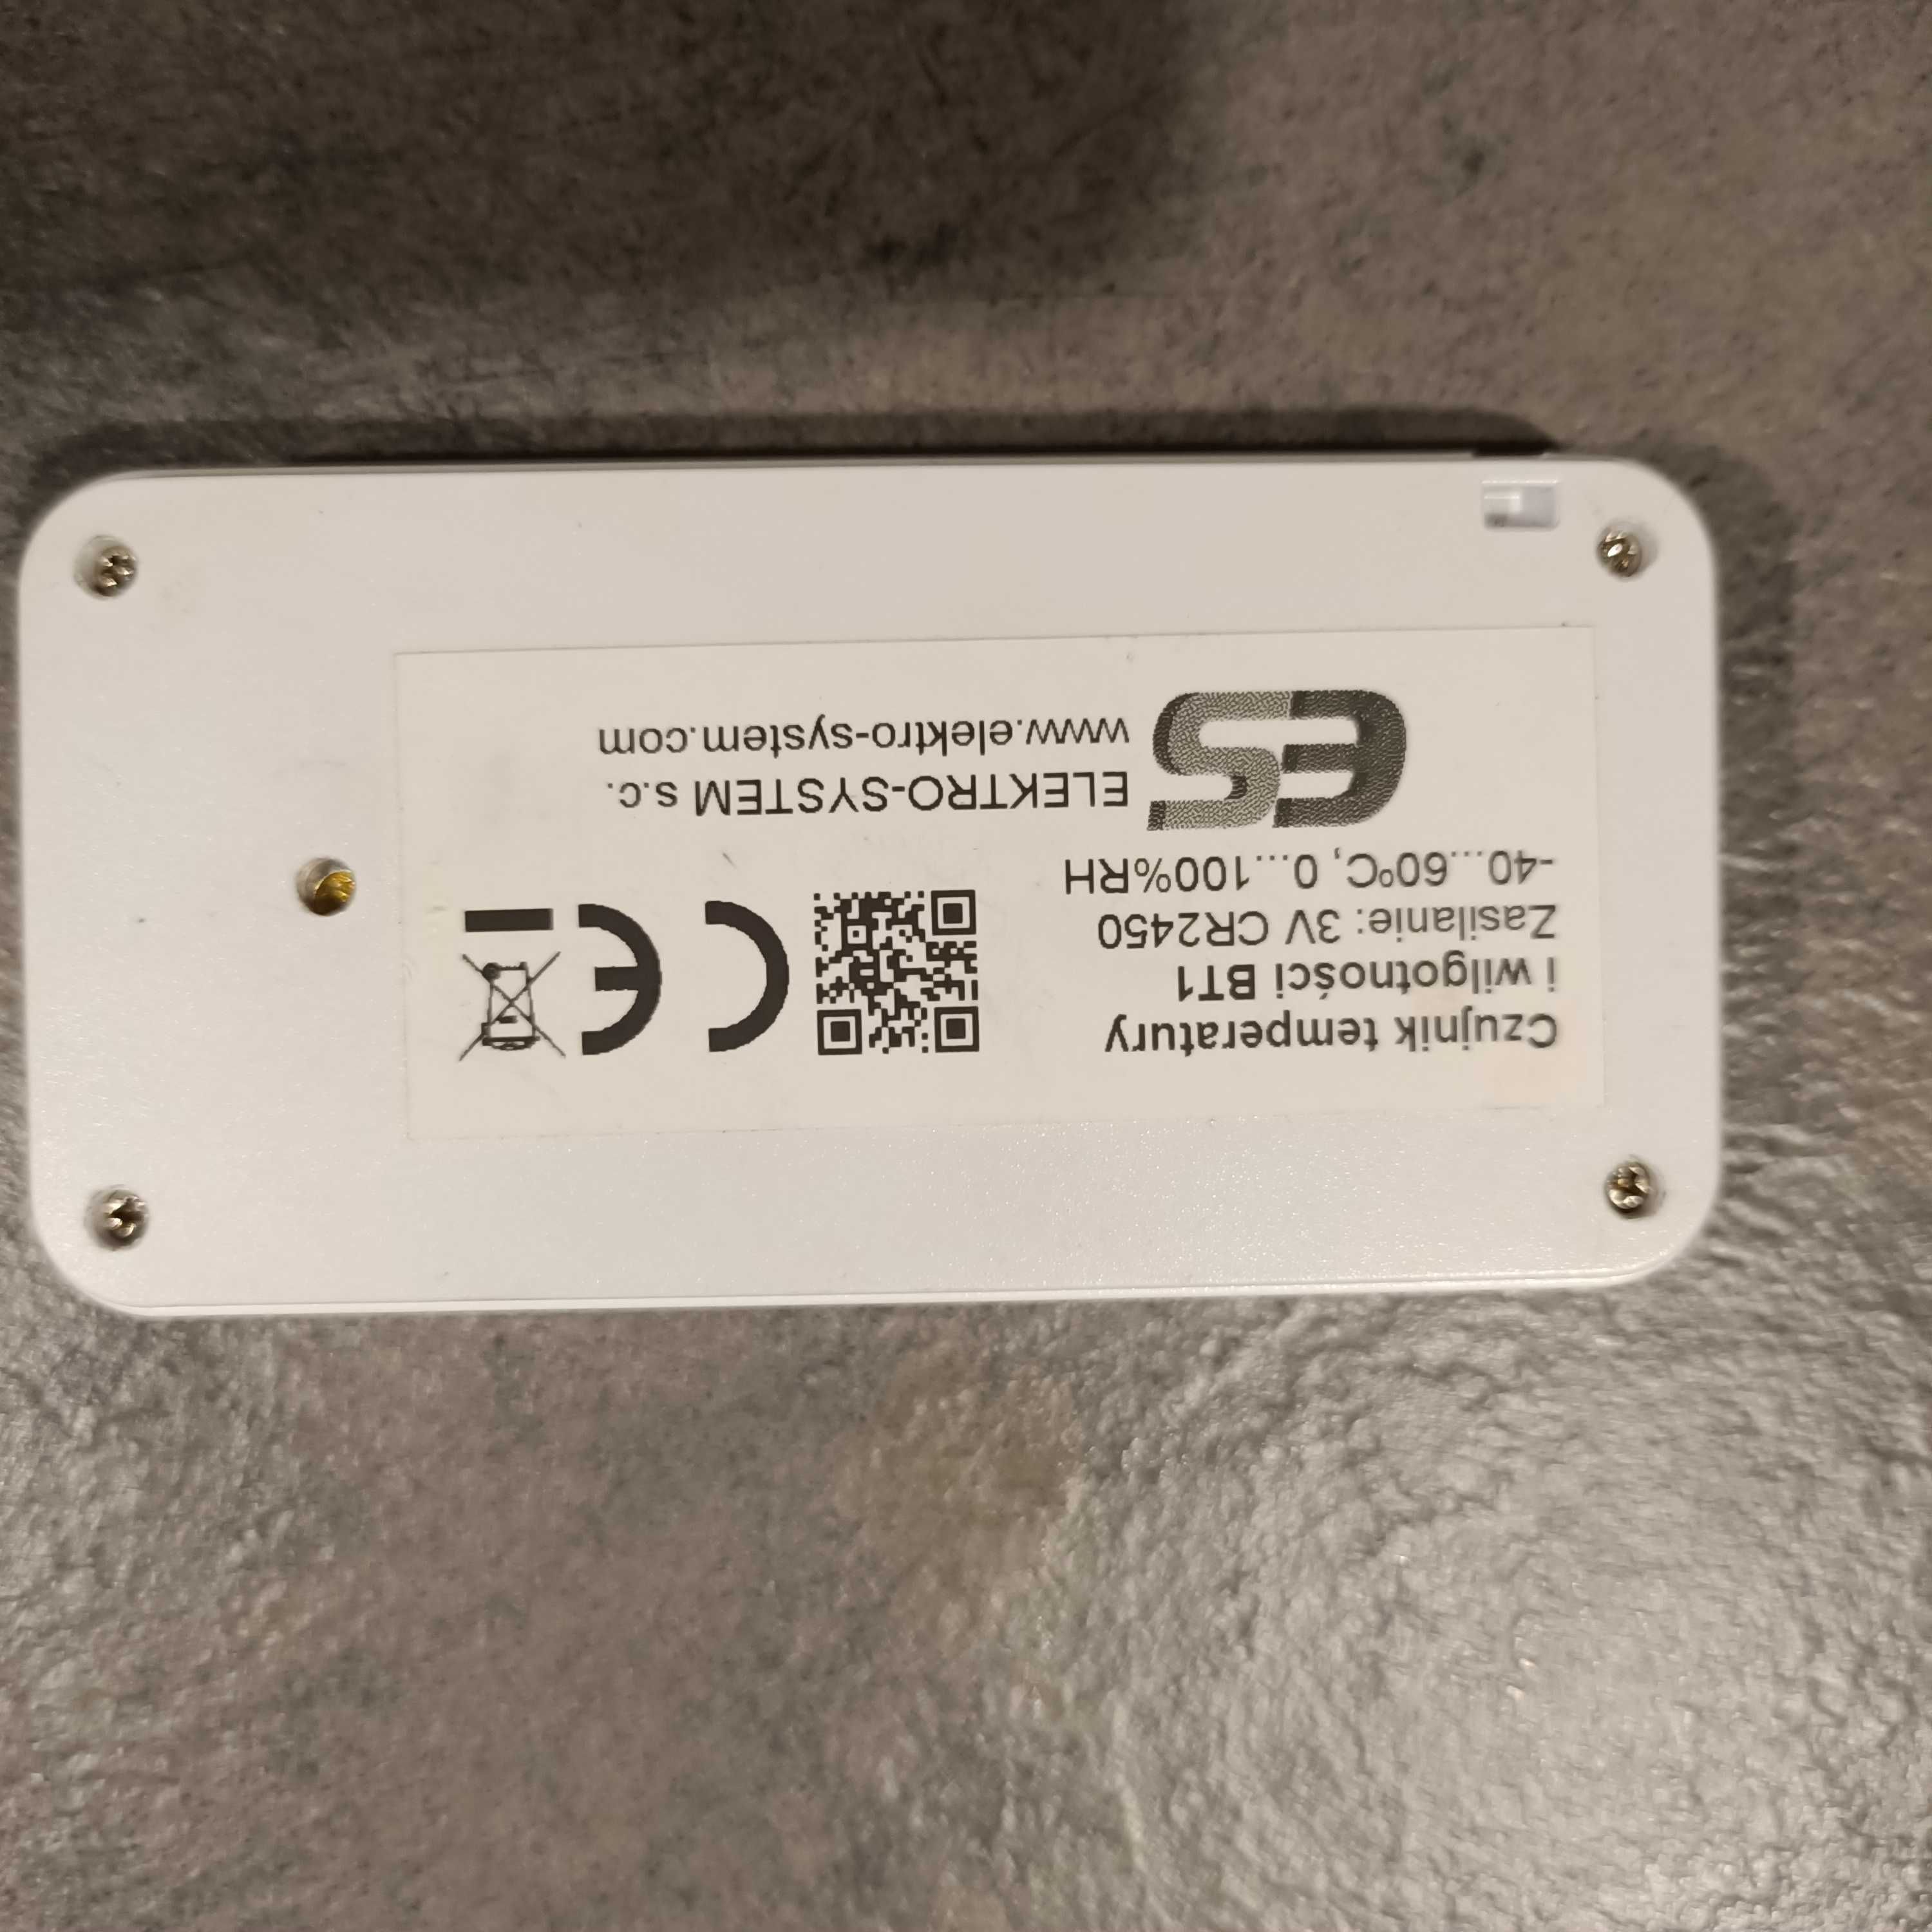 Czujnik temperatury
i wilgotności BT1
Zasilanie: 3V CR2450
-40...60ºC, 0...100%RH
CE
ES
ELEKTRO-SYSTEM s.c.
www.elektro-system.com